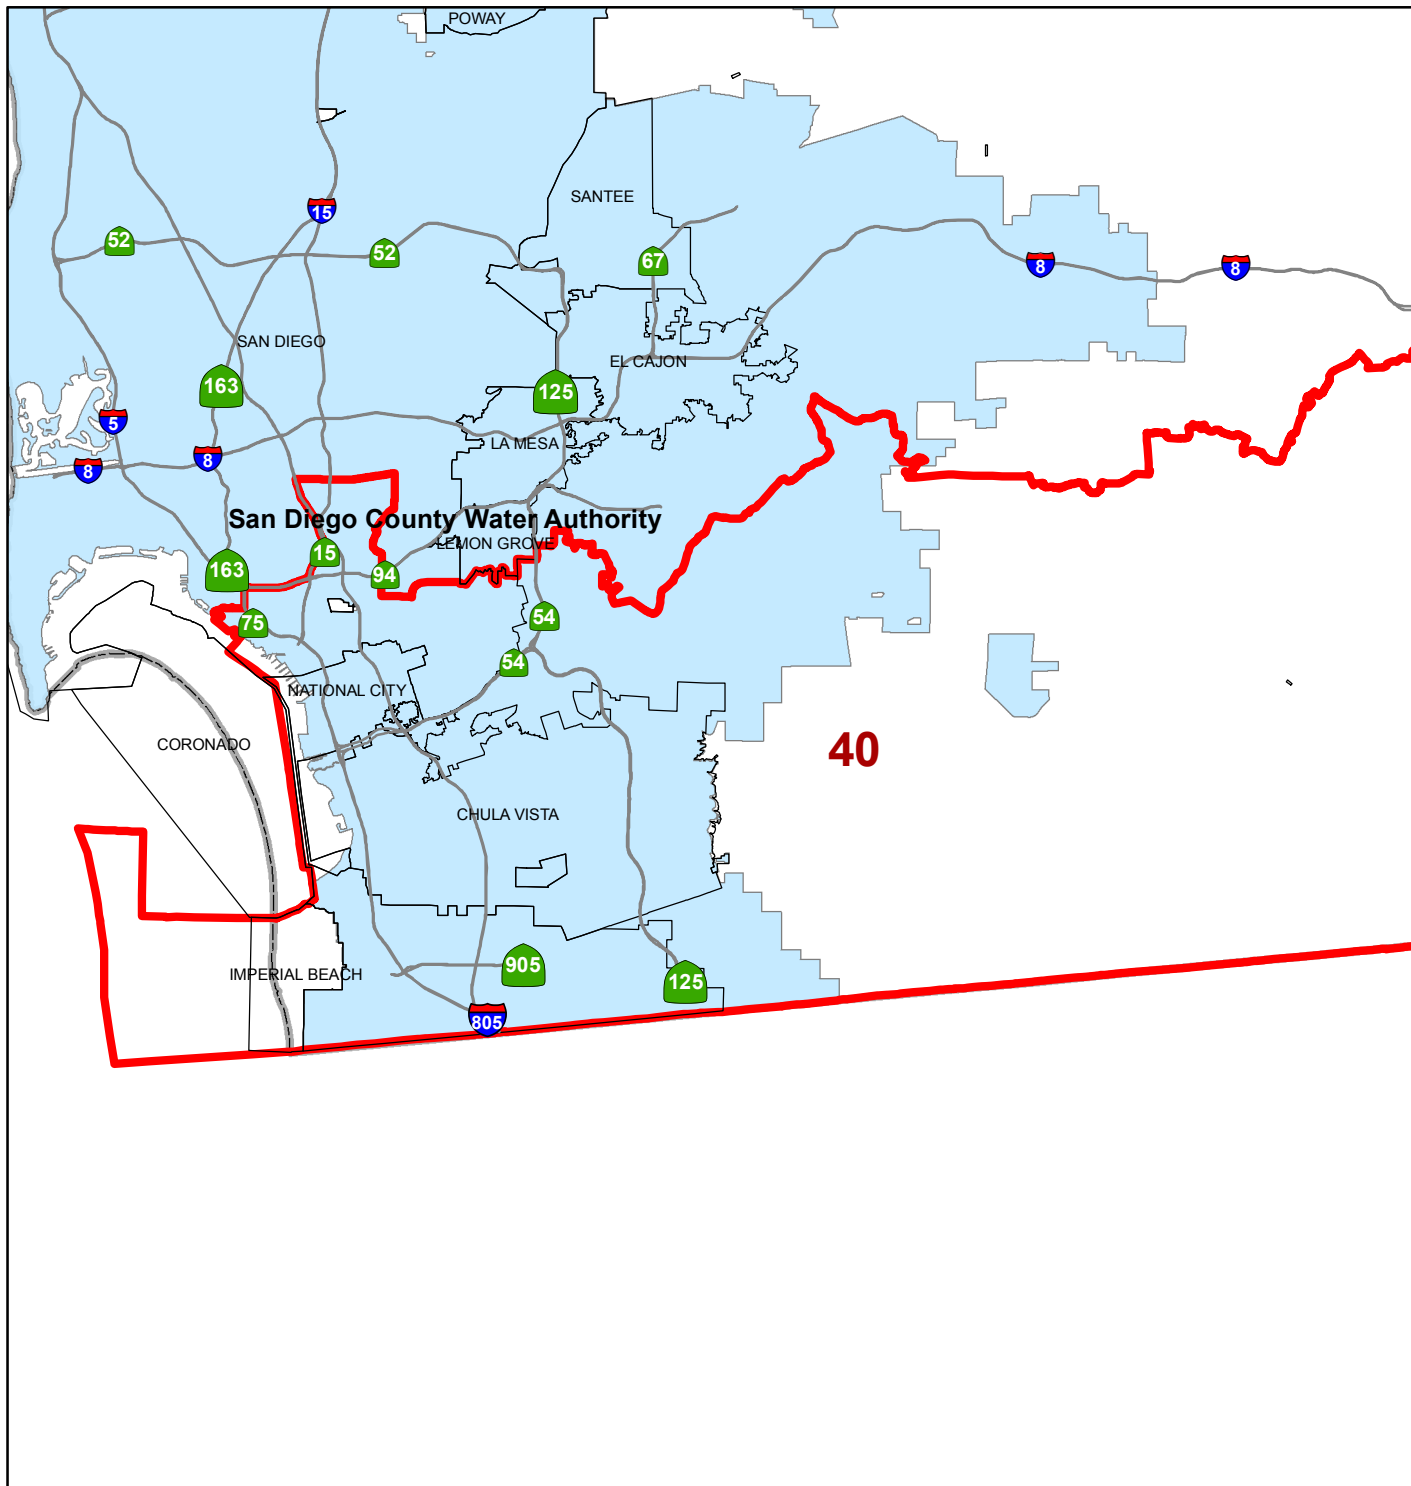 POWAY
SANTEE
15
52
52
67
8
8
SAN DIEGO
EL CAJON
163
125
5
LA MESA
8
8
San Diego County Water Authority
LEMON GROVE
15
163
94
75
54
54
NATIONAL CITY
CORONADO
40
CHULA VISTA
905
IMPERIAL BEACH
125
805